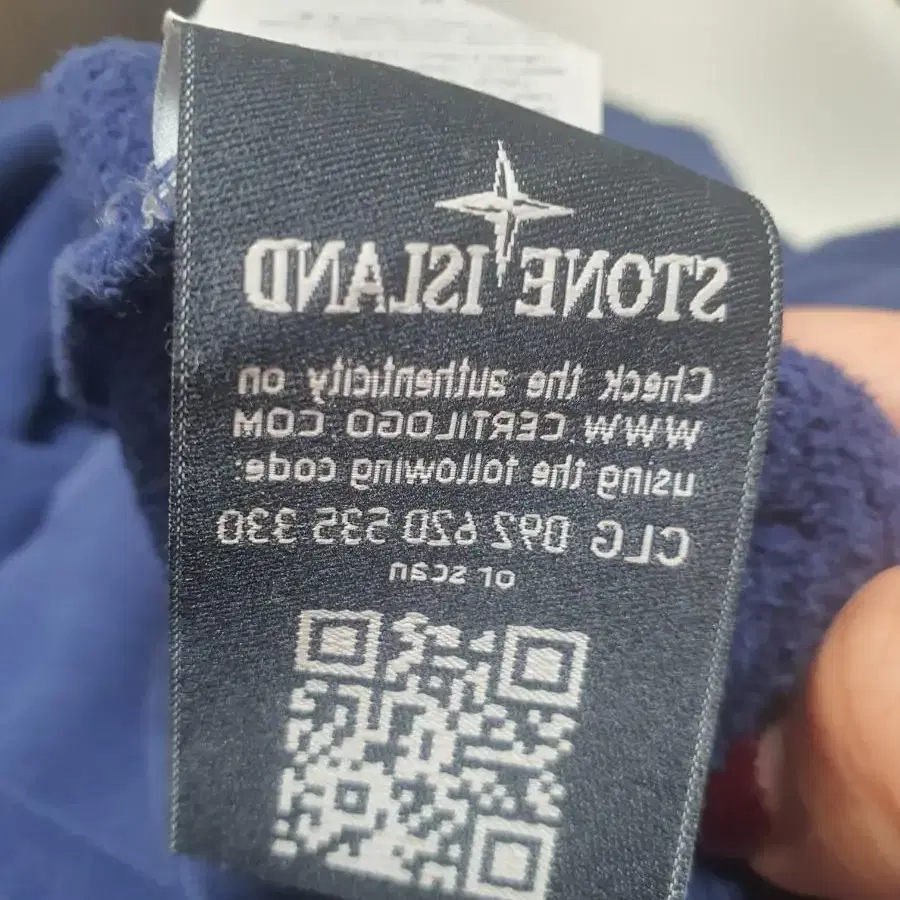 STONE ISLAND
Check the authenticity on
WWW.CERTILOGO.COM
using the following code:
CLG 092 620 535 330
or scan